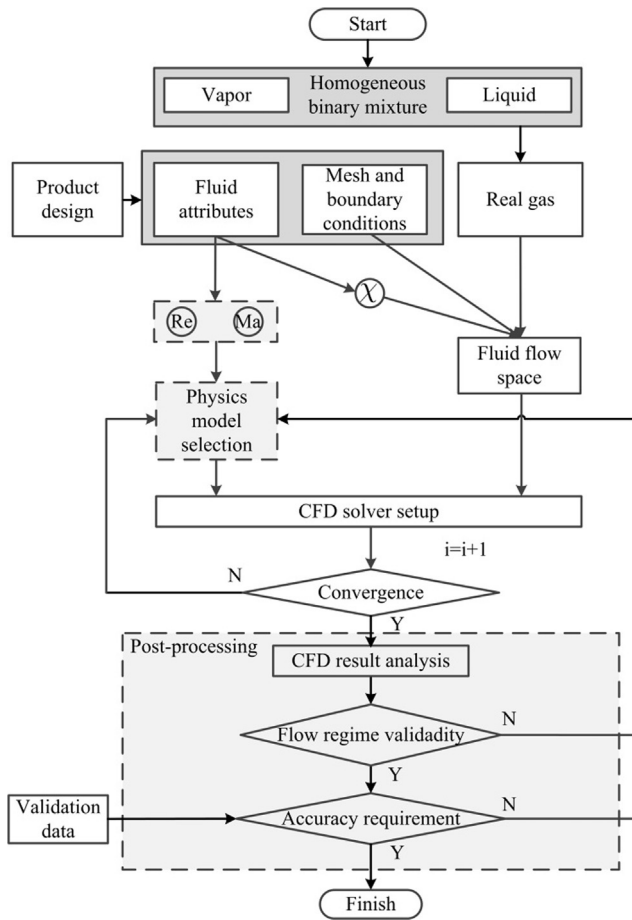 Start
Vapor
Homogeneous
binary mixture
Liquid
Product
design
Fluid
attributes
Mesh and
boundary
conditions
Real gas
χ
Re
Ma
Fluid flow
space
Physics
model
selection
CFD solver setup
i=i+1
N
Convergence
Y
Post-processing
CFD result analysis
N
Flow regime validadity
Y
Validation
data
N
Accuracy requirement
Y
Finish